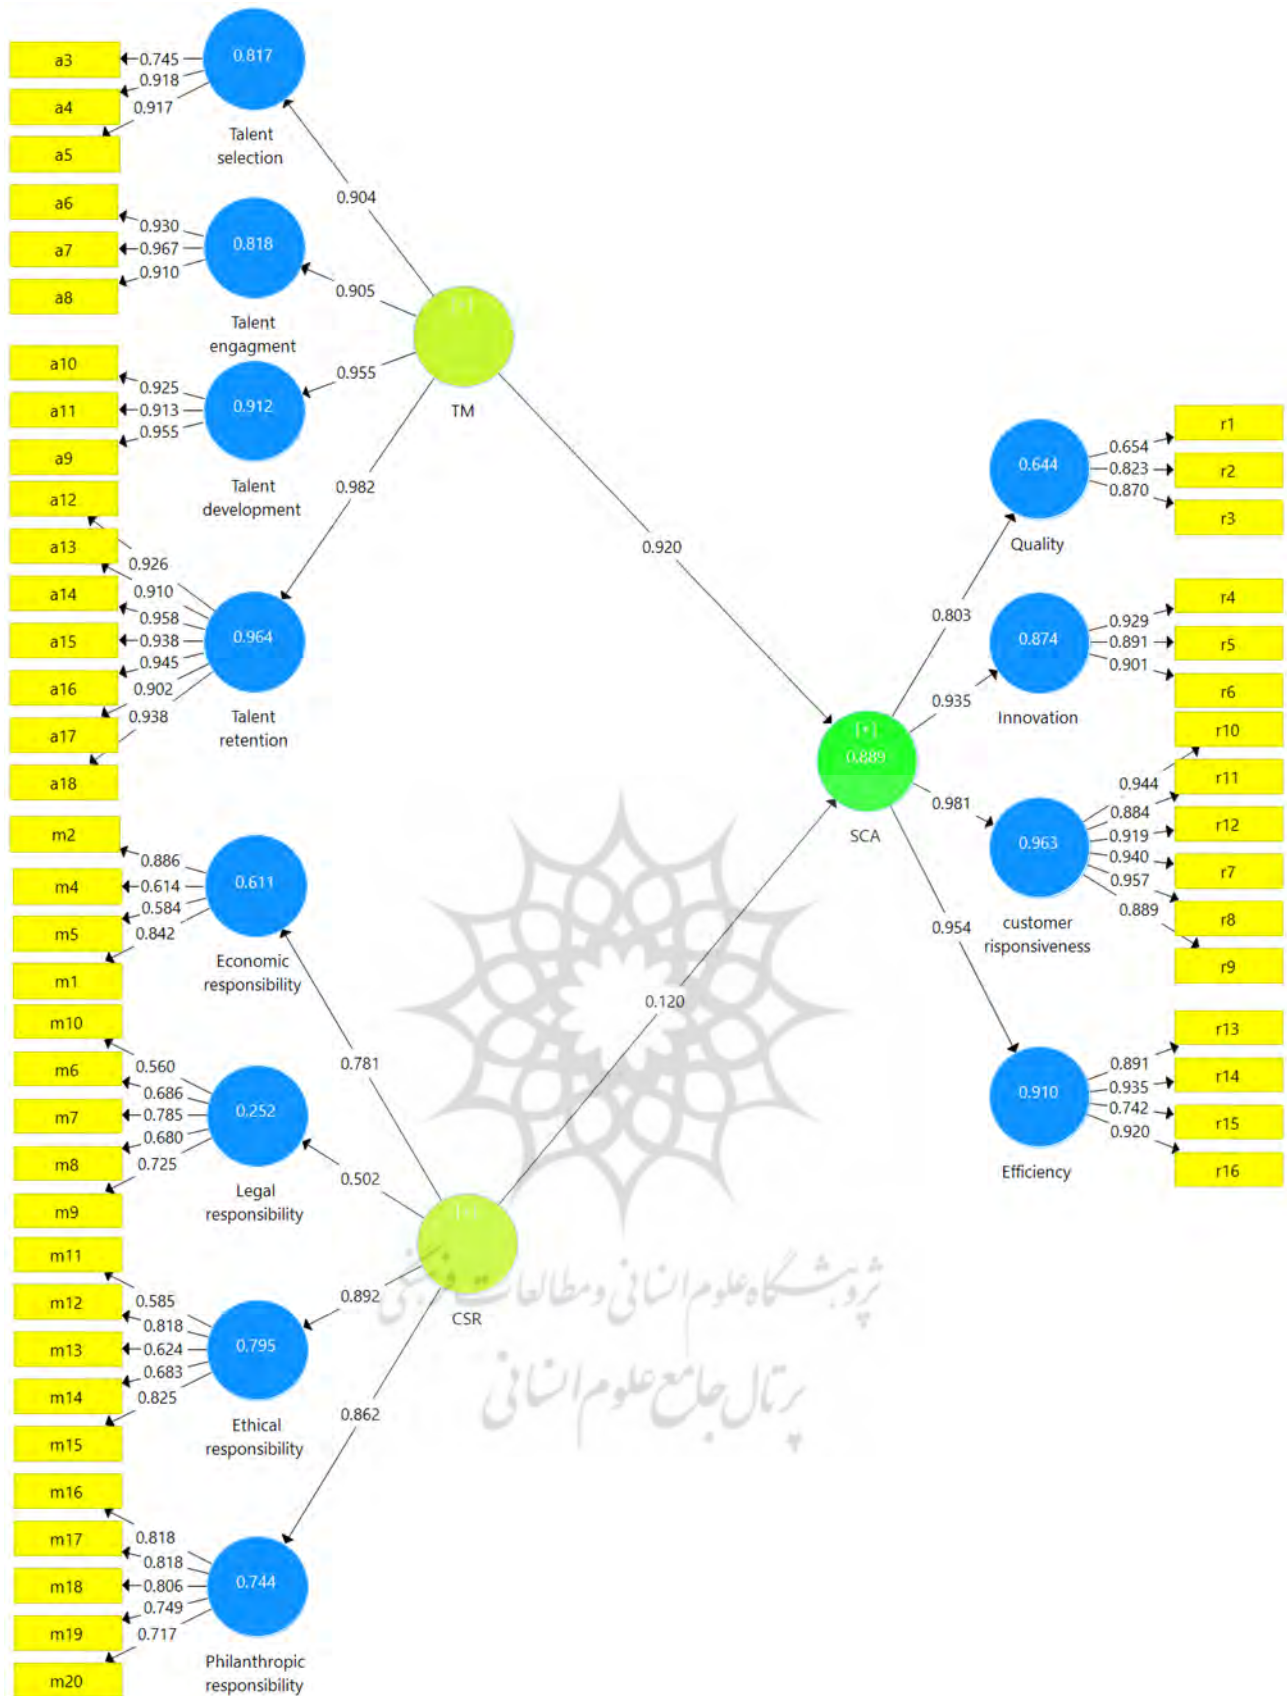 a3
a4
a5
0.745
0.918
0.917
0.817
Talent
selection
a6
a7
a8
0.930
0.967
0.910
0.818
Talent
engagment
a10
a11
a9
0.925
0.913
0.955
0.912
Talent
development
a12
a13
a14
a15
a16
a17
a18
0.926
0.910
0.958
0.938
0.945
0.902
0.938
0.964
Talent
retention
0.904
0.905
0.955
0.982
TM
m2
m4
m5
m1
0.886
0.614
0.584
0.842
0.611
Economic
responsibility
m10
m6
m7
m8
m9
0.560
0.686
0.785
0.680
0.725
0.252
Legal
responsibility
m11
m12
m13
m14
m15
0.585
0.818
0.624
0.683
0.825
0.795
Ethical
responsibility
m16
m17
m18
m19
m20
0.818
0.818
0.806
0.749
0.717
0.744
Philanthropic
responsibility
0.781
0.502
0.892
0.862
CSR
0.920
0.120
[+]
0.889
SCA
0.803
0.935
0.981
0.954
0.644
Quality
0.654
0.823
0.870
r1
r2
r3
0.874
Innovation
0.929
0.891
0.901
r4
r5
r6
0.963
customer
risponsiveness
0.944
0.884
0.919
0.940
0.957
0.889
r10
r11
r12
r7
r8
r9
0.910
Efficiency
0.891
0.935
0.742
0.920
r13
r14
r15
r16
پژوهشگاه علوم انسانی و مطالعات فرهنگی
پرتال جامع علوم انسانی